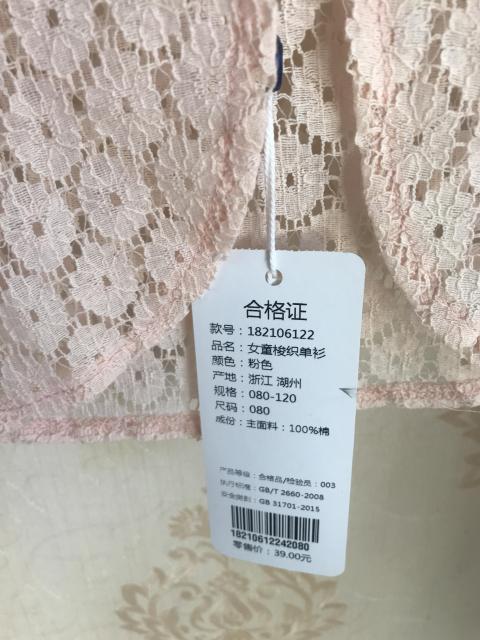 合格证
款号：182106122
品名：女童梭织单衫
颜色：粉色
产地：浙江 湖州
规格：080-120
尺码：080
成份：主面料：100%棉
产品等级：合格品/检验员：003
执行标准：GB/T 2660-2008
安全类别：GB 31701-2015
18210612242080
零售价：39.00元